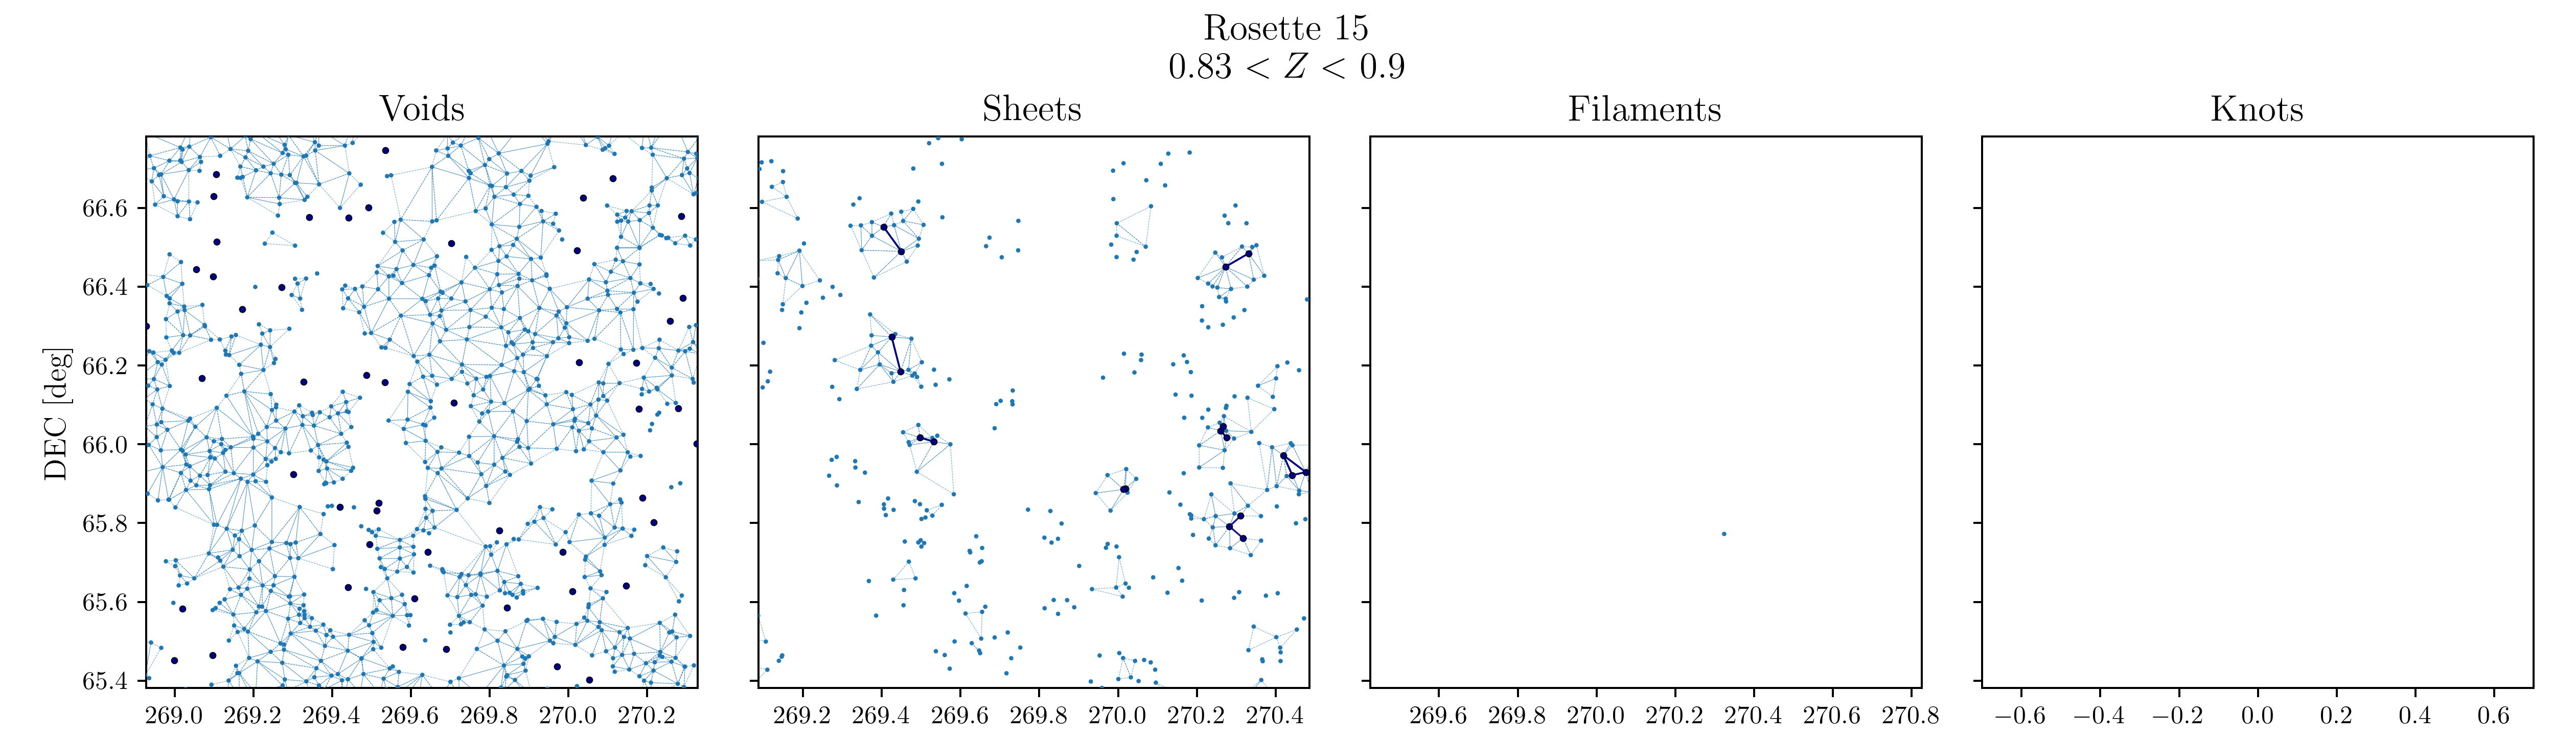 Rosette 15
0.83 < Z < 0.9
Voids
Sheets
Filaments
Knots
DEC [deg]
66.6
66.4
66.2
66.0
65.8
65.6
65.4
269.0 269.2 269.4 269.6 269.8 270.0 270.2
269.2 269.4 269.6 269.8 270.0 270.2 270.4
269.6 269.8 270.0 270.2 270.4 270.6 270.8
−0.6 −0.4 −0.2 0.0 0.2 0.4 0.6